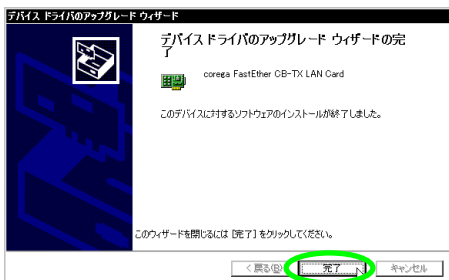 デバイス ドライバのアップグレード ウィザード
デバイス ドライバのアップグレード ウィザードの完
了
corega FastEther CB-TX LAN Card
このデバイスに対するソフトウェアのインストールが終了しました。
このウィザードを閉じるには [完了] をクリックしてください。
< 戻る(B)
完了
キャンセル